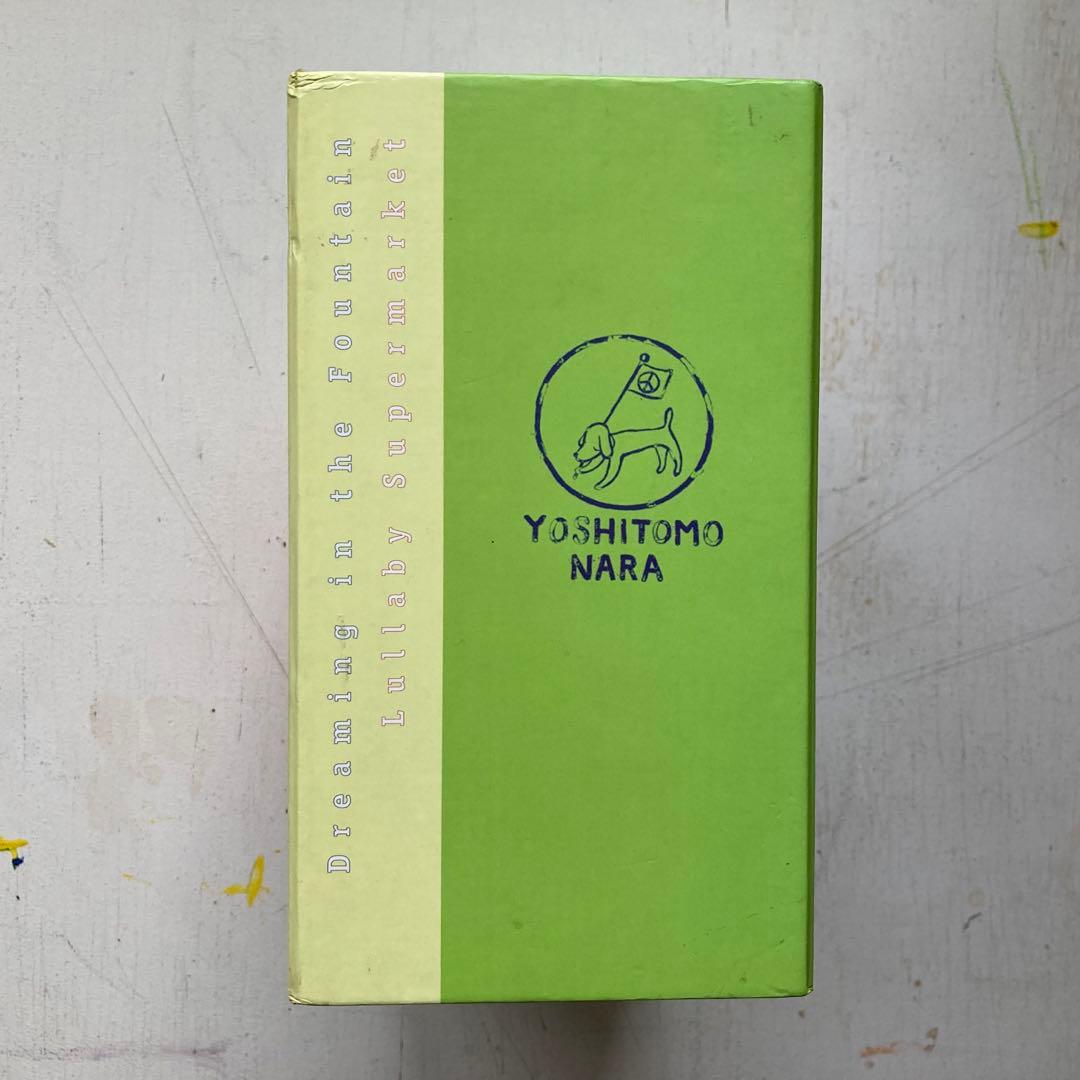 Dreaming in the Fountain
Lullaby Supermarket
YOSHITOMO
NARA